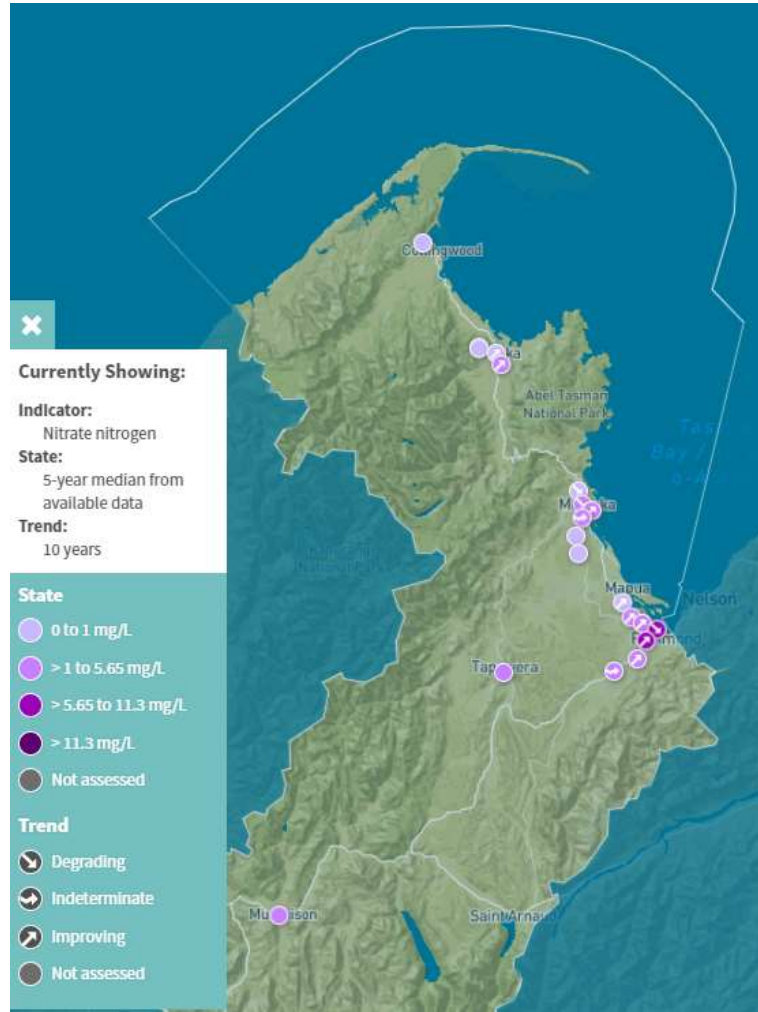 Collingwood
Abel Tasman
National Park
Mapua
Nelson
Saint Arnaud
Currently Showing:
Indicator:
Nitrate nitrogen
State:
5-year median from
available data
Trend:
10 years
State
0 to 1 mg/L
> 1 to 5.65 mg/L
> 5.65 to 11.3 mg/L
> 11.3 mg/L
Not assessed
Trend
Degrading
Indeterminate
Improving
Not assessed